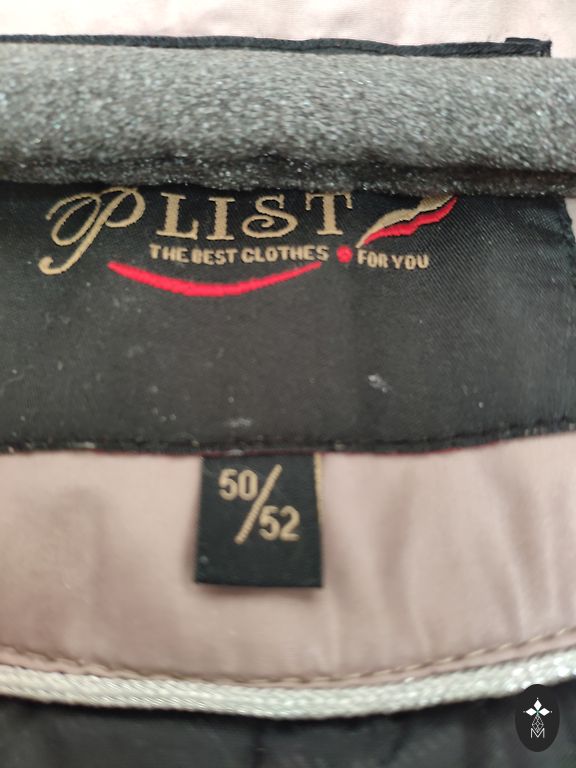 PLIST
THE BEST CLOTHES • FOR YOU
50/52
M